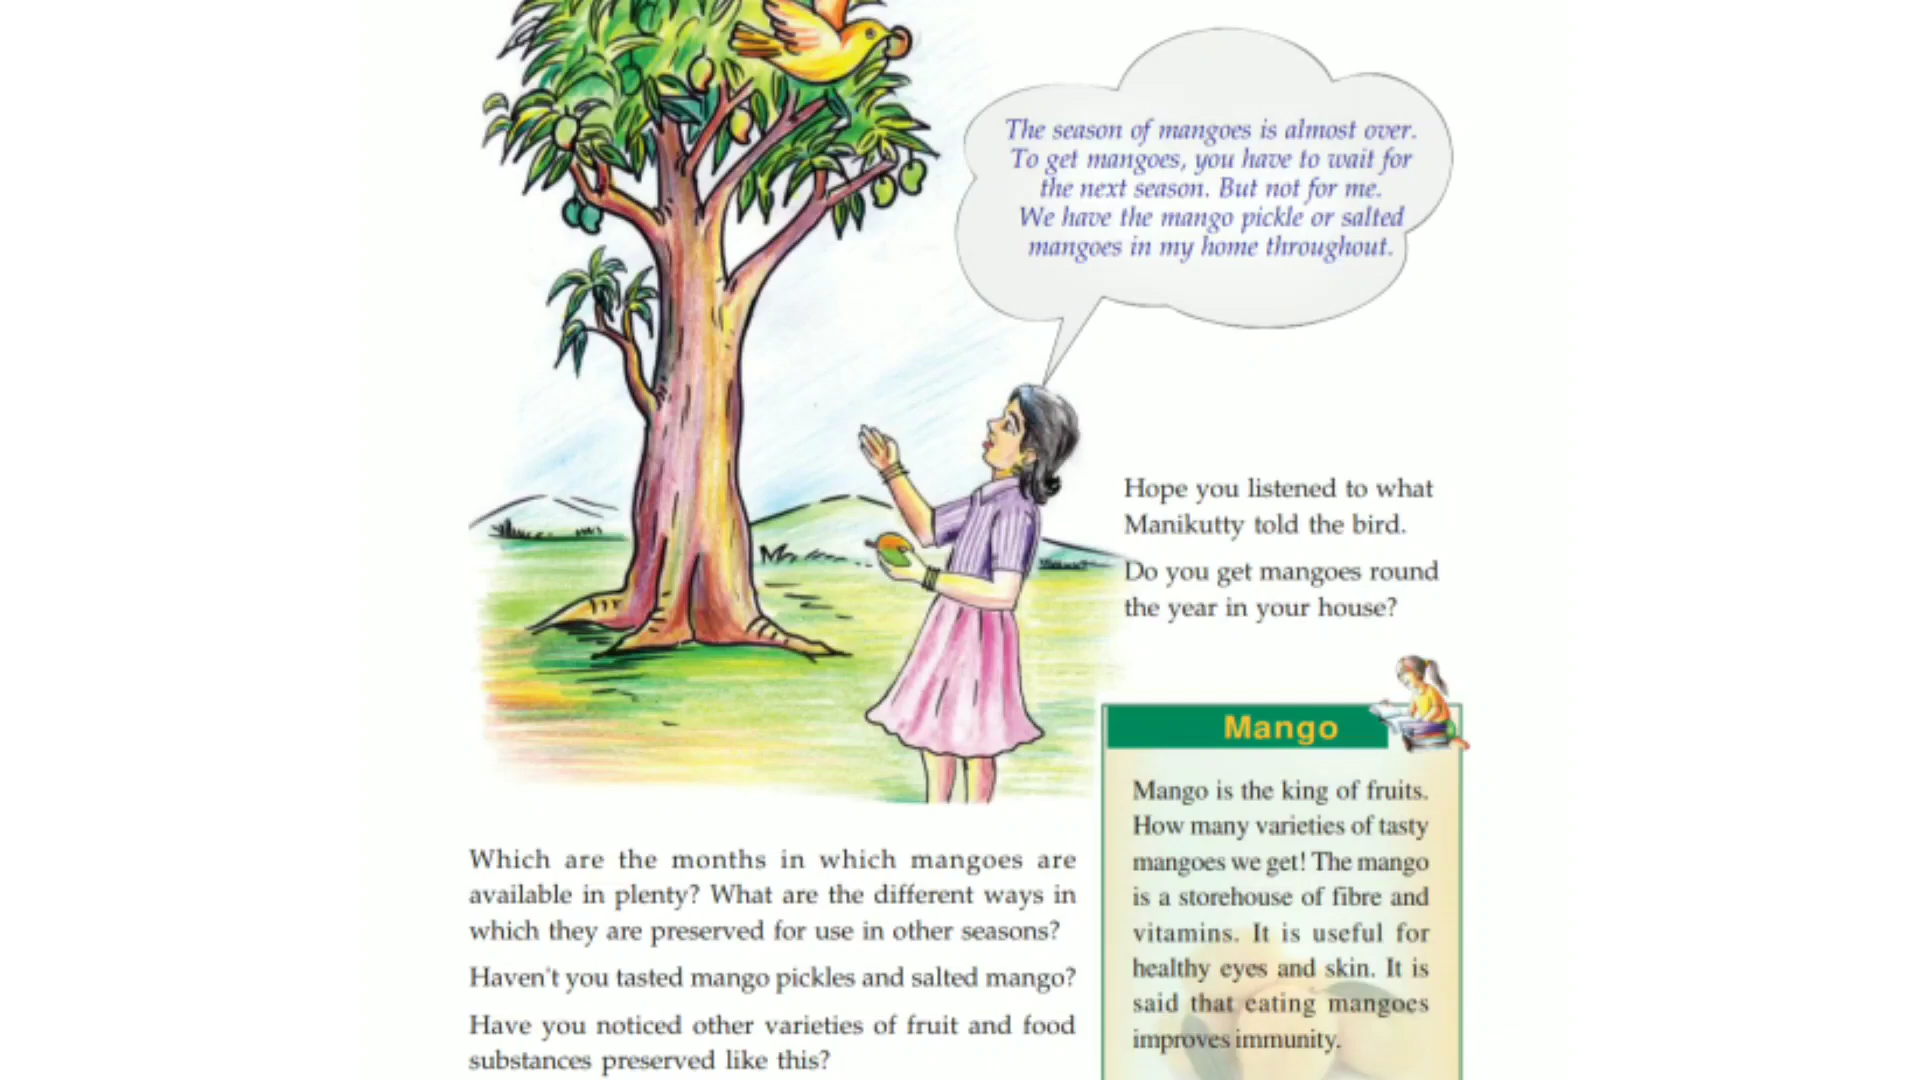 The season of mangoes is almost over.
To get mangoes, you have to wait for
the next season. But not for me.
We have the mango pickle or salted
mangoes in my home throughout.
Hope you listened to what
Manikutty told the bird.
Do you get mangoes round
the year in your house?
Which are the months in which mangoes are
available in plenty? What are the different ways in
which they are preserved for use in other seasons?
Haven't you tasted mango pickles and salted mango?
Have you noticed other varieties of fruit and food
substances preserved like this?
Mango
Mango is the king of fruits.
How many varieties of tasty
mangoes we get! The mango
is a storehouse of fibre and
vitamins. It is useful for
healthy eyes and skin. It is
said that eating mangoes
improves immunity.